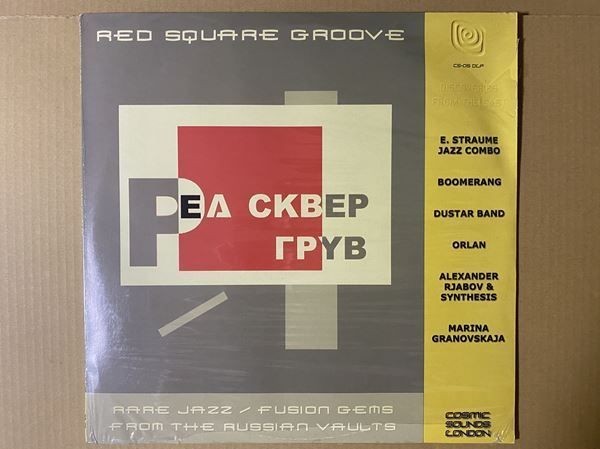 RED SQUARE GROOVE
CS-05 DLP
DISCOVERIES
FROM THE EAST
E. STRAUME
JAZZ COMBO
BOOMERANG
DUSTAR BAND
ORLAN
ALEXANDER
RJABOV &
SYNTHESIS
MARINA
GRANOVSKAJA
РЕД СКВЕР
ГРУВ
RARE JAZZ / FUSION GEMS
FROM THE RUSSIAN VAULTS
COSMIC
SOUNDS
LONDON